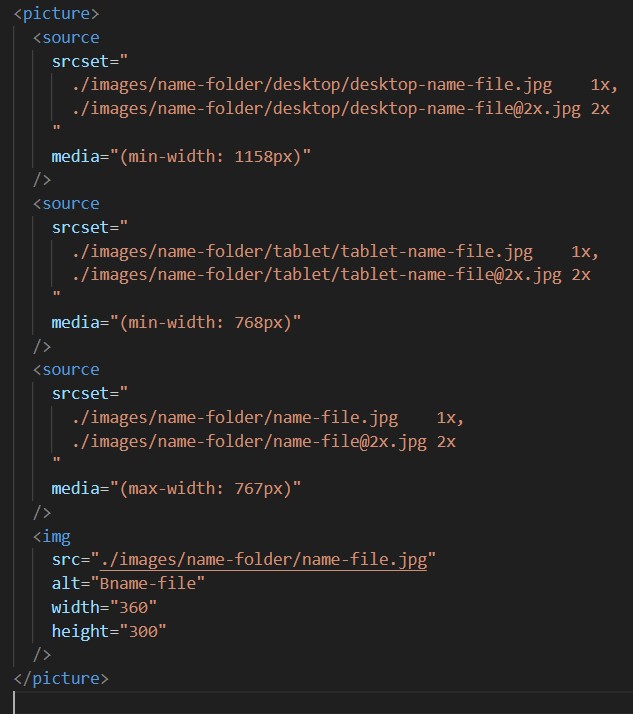 <picture>
  <source
    srcset="
      ./images/name-folder/desktop/desktop-name-file.jpg    1x,
      ./images/name-folder/desktop/desktop-name-file@2x.jpg 2x
    "
    media="(min-width: 1158px)"
  />
  <source
    srcset="
      ./images/name-folder/tablet/tablet-name-file.jpg    1x,
      ./images/name-folder/tablet/tablet-name-file@2x.jpg 2x
    "
    media="(min-width: 768px)"
  />
  <source
    srcset="
      ./images/name-folder/name-file.jpg    1x,
      ./images/name-folder/name-file@2x.jpg 2x
    "
    media="(max-width: 767px)"
  />
  <img
    src="./images/name-folder/name-file.jpg"
    alt="Bname-file"
    width="360"
    height="300"
  />
</picture>